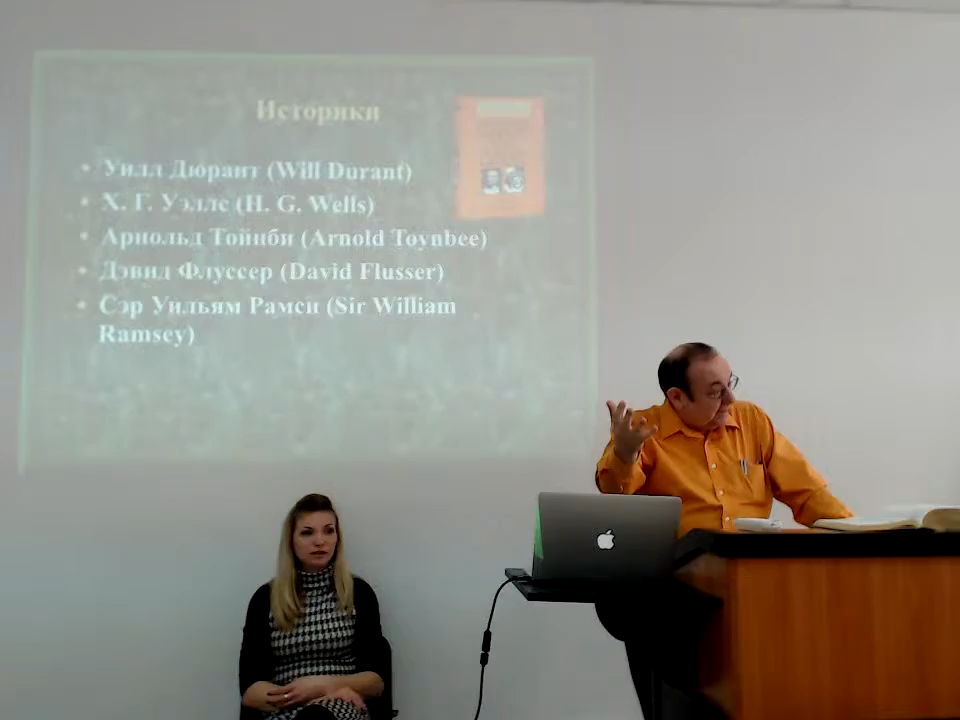 Историки
• Уилл Дюрант (Will Durant)
• Х. Г. Уэллс (H. G. Wells)
• Арнольд Тойнби (Arnold Toynbee)
• Дэвид Флуссер (David Flusser)
• Сэр Уильям Рамси (Sir William
Ramsey)